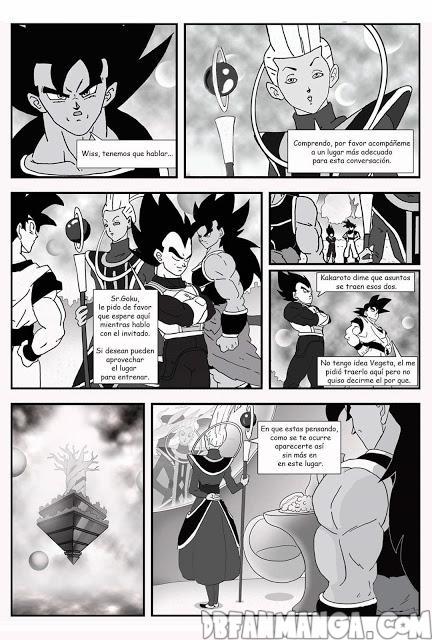 Wiss, tenemos que hablar...
Comprendo, por favor acompáñeme
a un lugar más adecuado
para esta conversación.
Sr.Goku,
le pido de favor
que espere aquí
mientras hablo
con el invitado.
Si desean pueden
aprovechar
el lugar
para entrenar.
Kakaroto dime que asuntos
se traen esos dos.
No tengo idea Vegeta, el me
pidió traerlo aquí pero no
quiso decirme el por que.
En que estas pensando,
como se te ocurre
aparecerte así
sin más en
en este lugar.
DBFANMANGA.COM